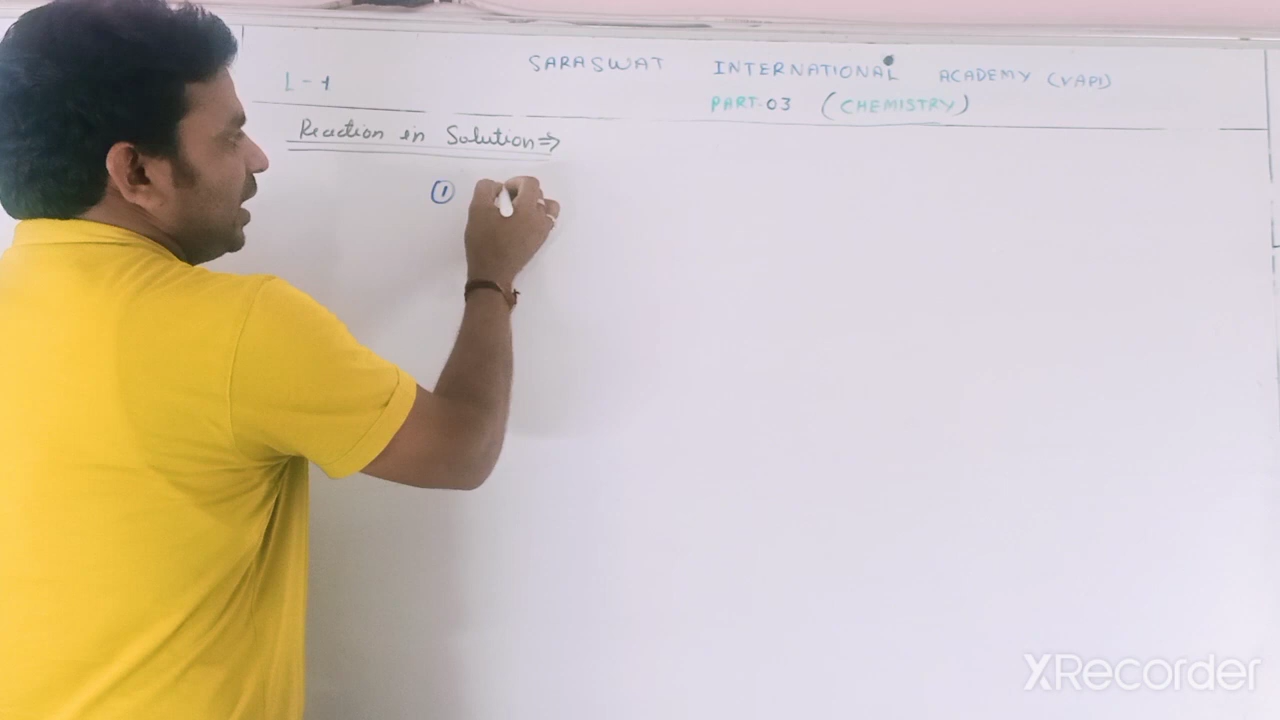 SARASWAT INTERNATIONAL ACADEMY (VAPI)
L-1
PART-03 (CHEMISTRY)
Reaction in Solution ⇒
①
XRecorder